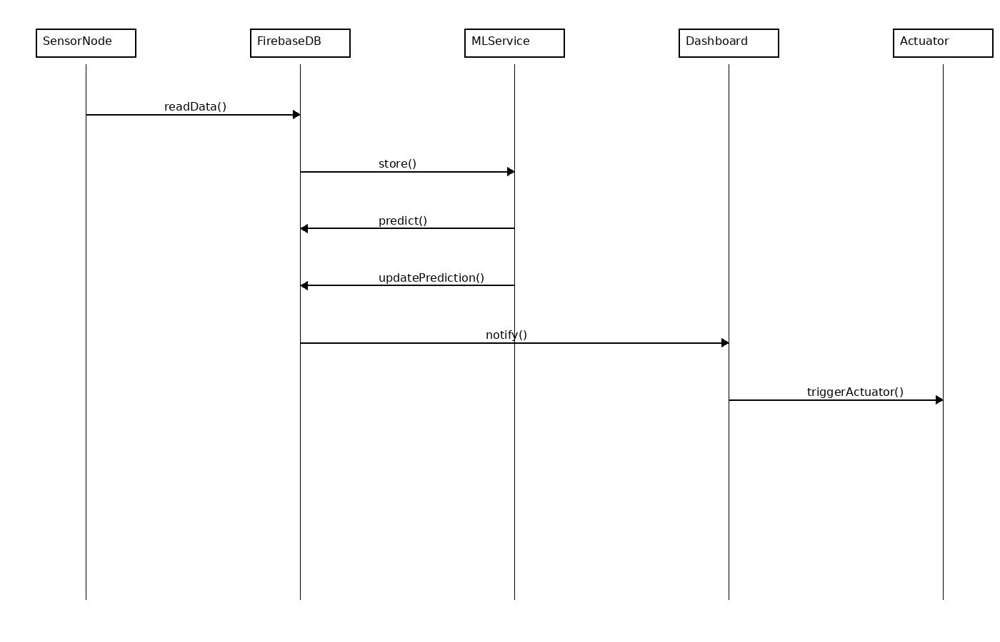 SensorNode
FirebaseDB
MLService
Dashboard
Actuator
readData()
store()
predict()
updatePrediction()
notify()
triggerActuator()